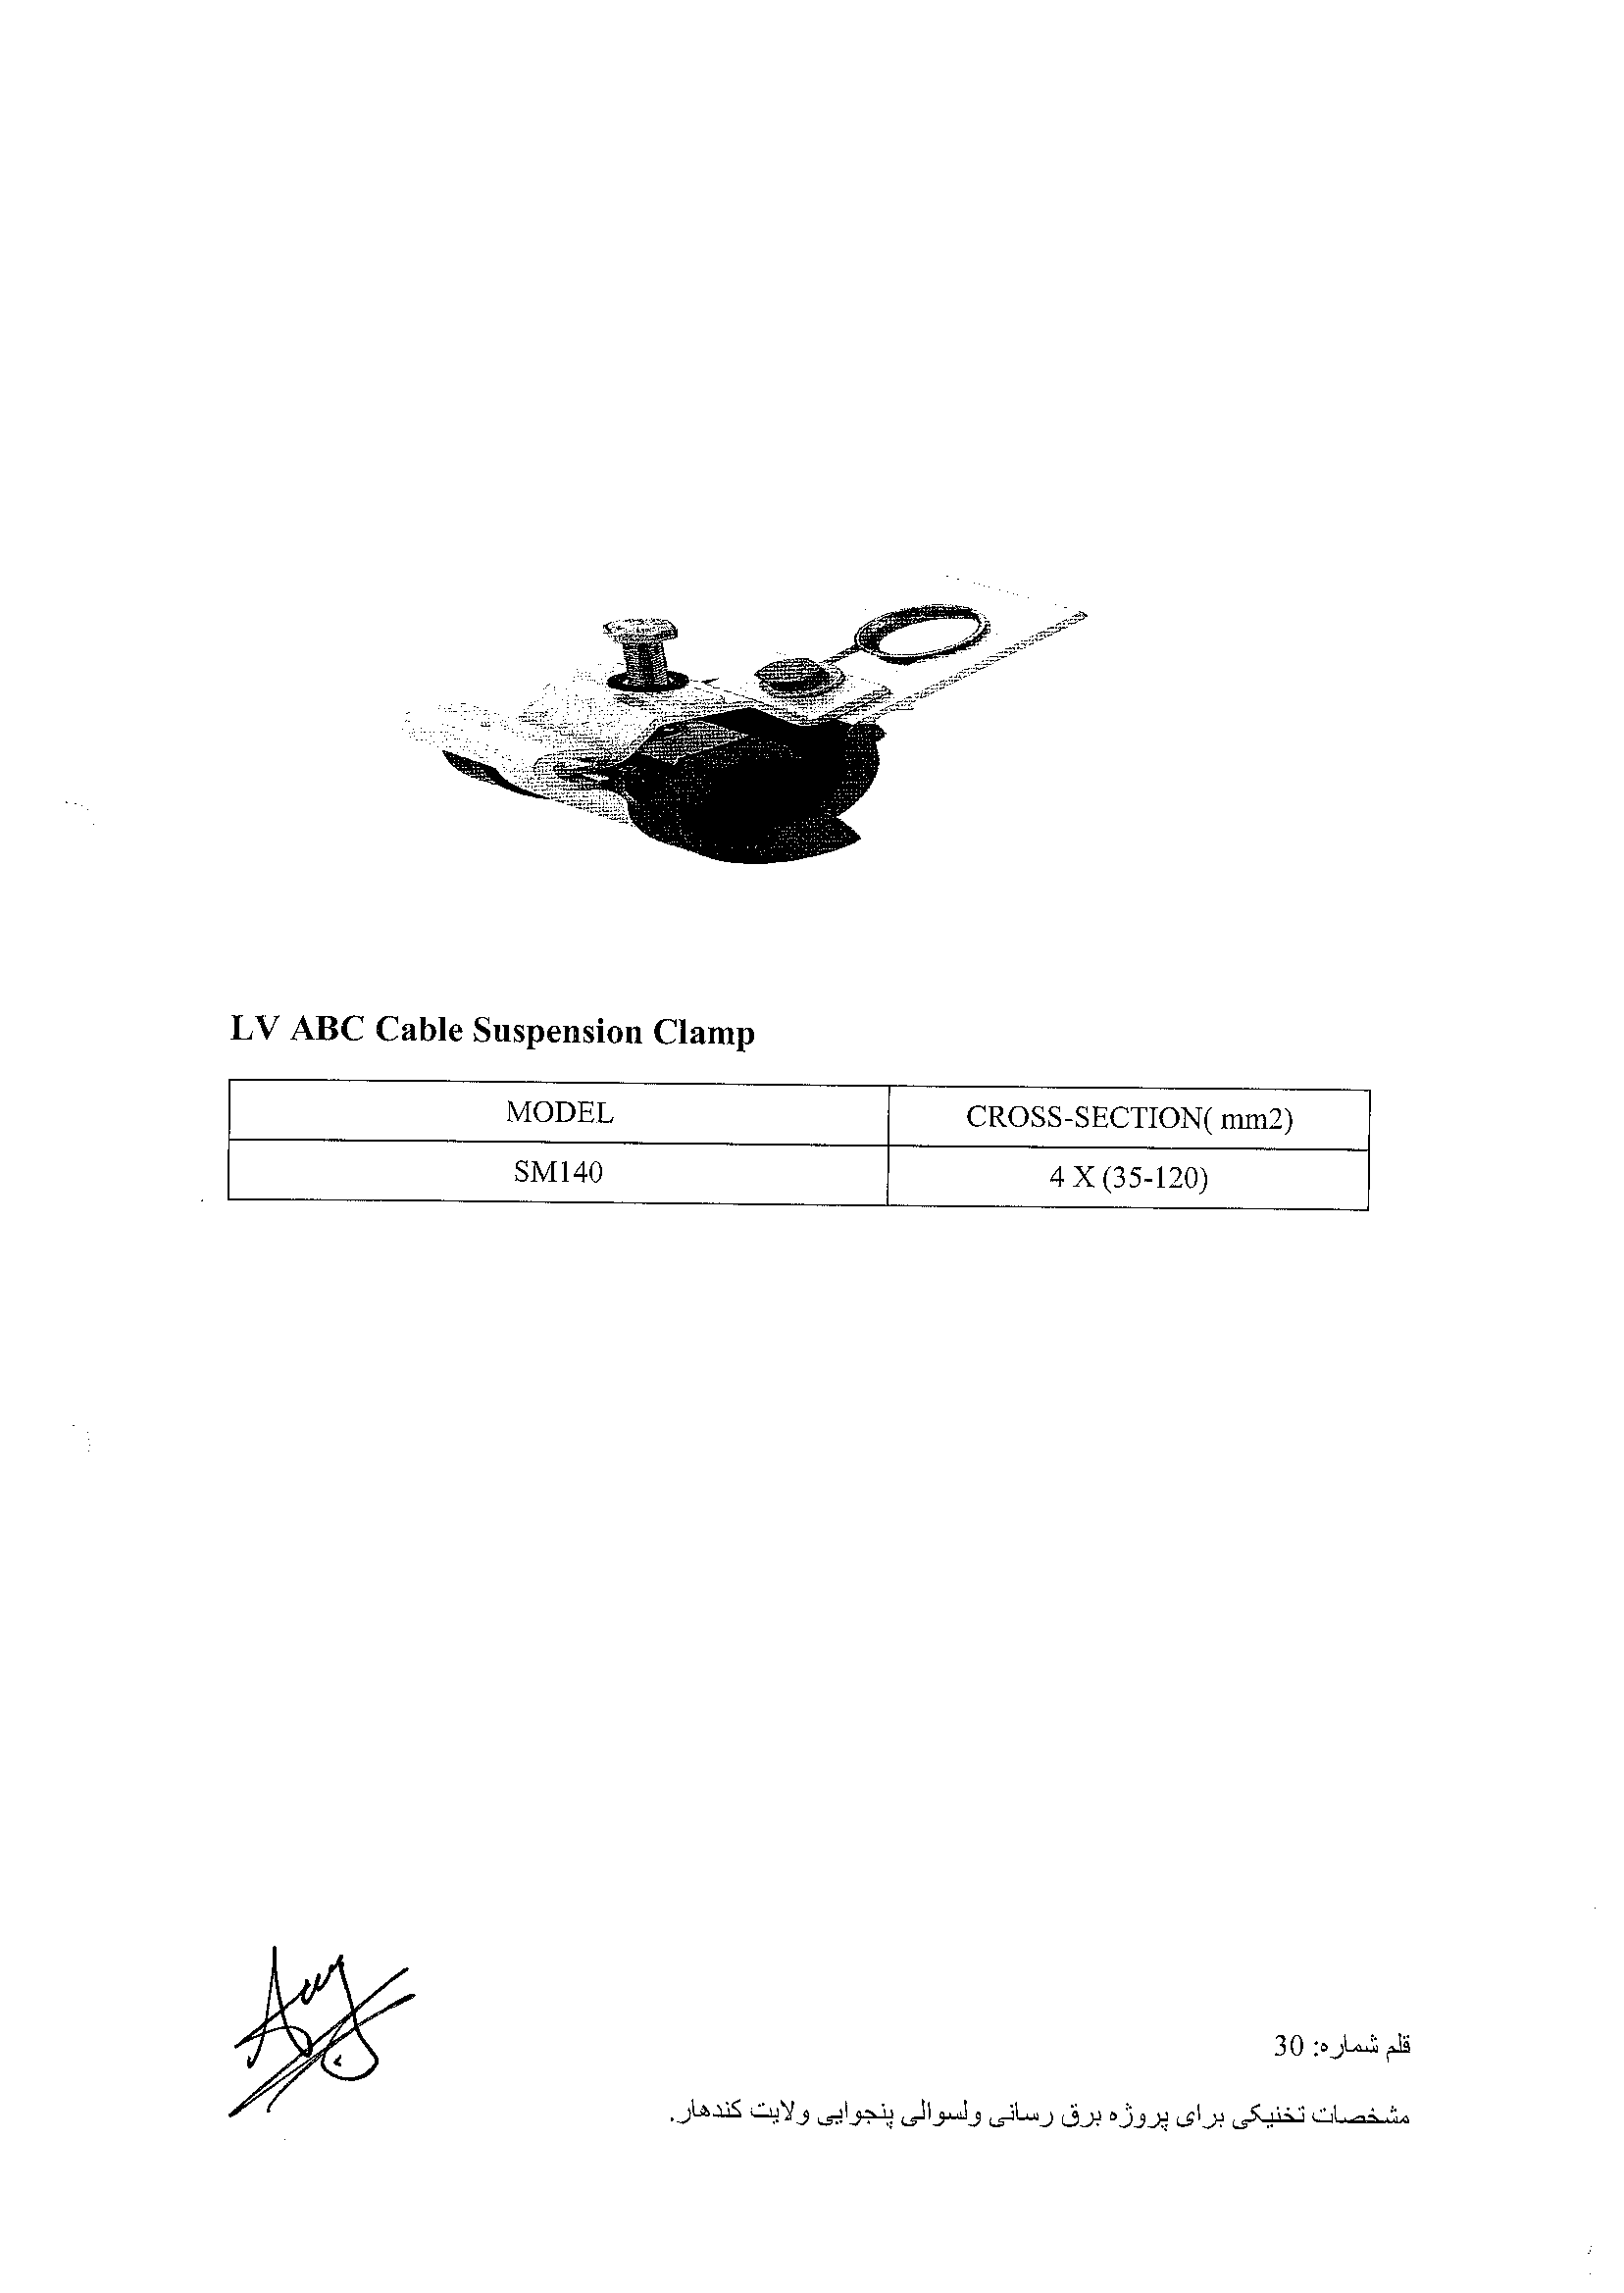 LV ABC Cable Suspension Clamp
MODEL CROSS-SECTION( mm2)
SM140 4 X (35-120)
قلم شماره: 30
مشخصات تخنیکی برای پروژه برق رسانی ولسوالی پنجوایی ولایت کندهار.